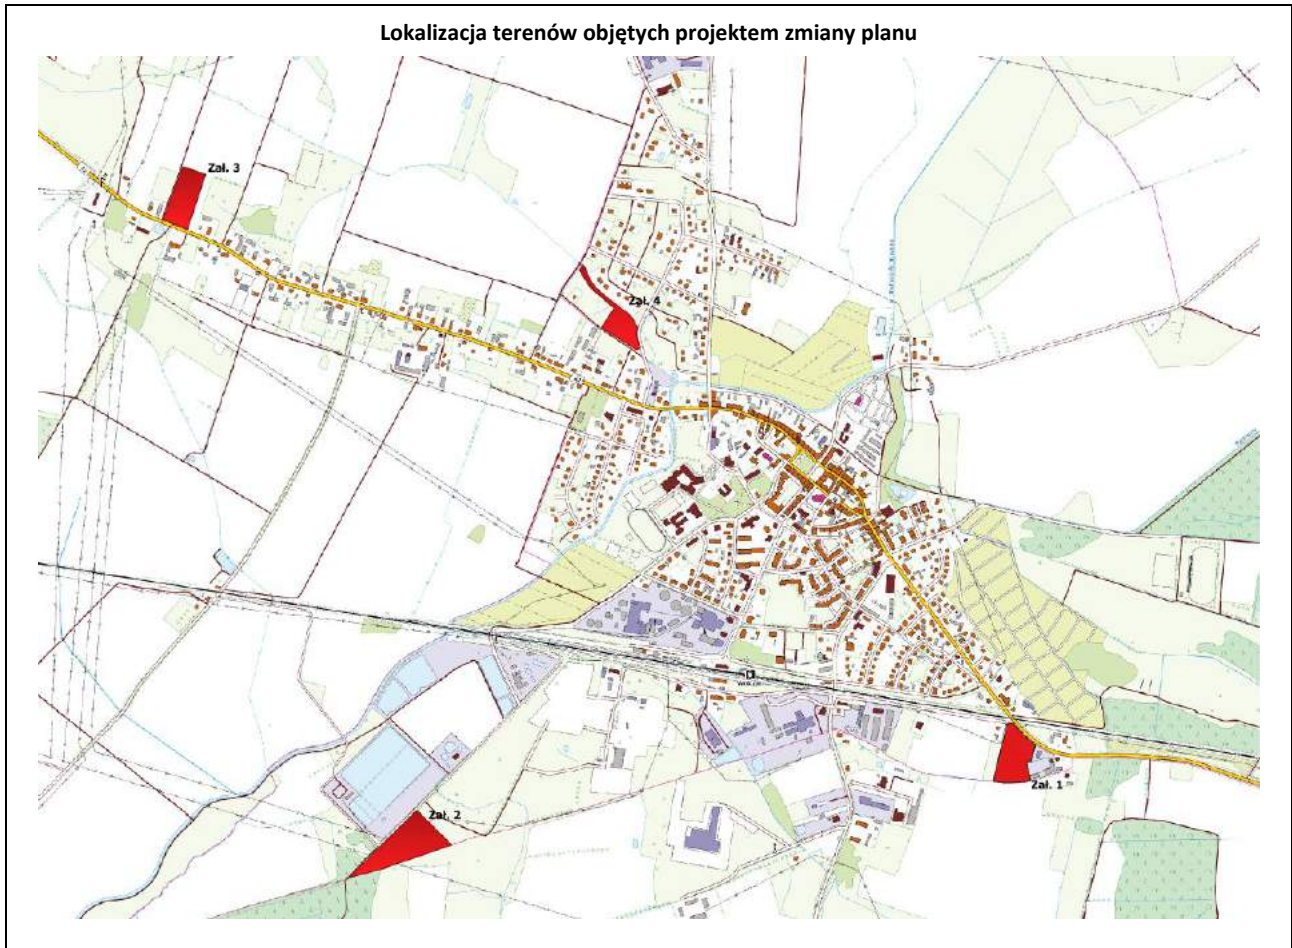 Lokalizacja terenów objętych projektem zmiany planu
Zał. 3
Zał. 4
Zał. 2
Zał. 1